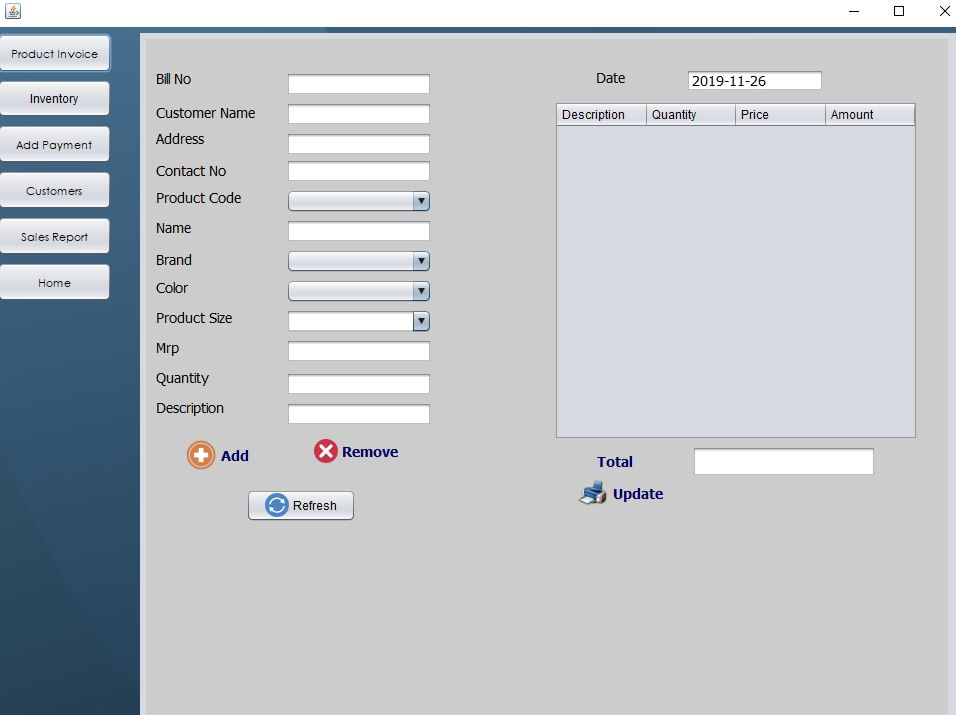 Product Invoice
Inventory
Add Payment
Customers
Sales Report
Home
Bill No
Customer Name
Address
Contact No
Product Code
Name
Brand
Color
Product Size
Mrp
Quantity
Description
Add
Remove
Refresh
Date
2019-11-26
Description Quantity Price Amount
Total
Update